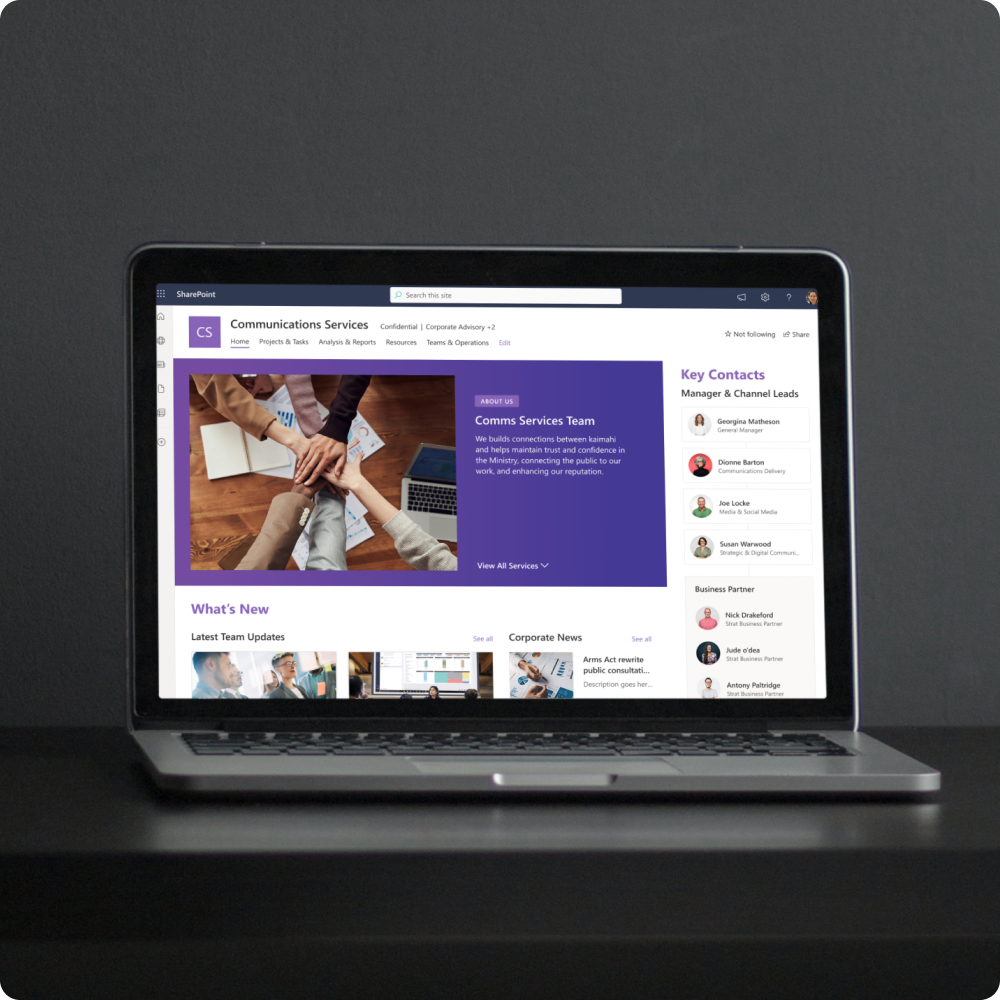 SharePoint
Search this site
?
CS
Communications Services
Confidential | Corporate Advisory +2
Home
Projects & Tasks
Analysis & Reports
Resources
Teams & Operations
Edit
Not following
Share
ABOUT US
Comms Services Team
We builds connections between kaimahi
and helps maintain trust and confidence in
the Ministry, connecting the public to our
work, and enhancing our reputation.
View All Services
Key Contacts
Manager & Channel Leads
Georgina Matheson
General Manager
Dionne Barton
Communications Delivery
Joe Locke
Media & Social Media
Susan Warwood
Strategic & Digital Communi...
Business Partner
Nick Drakeford
Strat Business Partner
Jude o'dea
Strat Business Partner
Antony Paltridge
Strat Business Partner
What's New
Latest Team Updates
See all
Corporate News
See all
Arms Act rewrite
public consultati...
Description goes her...